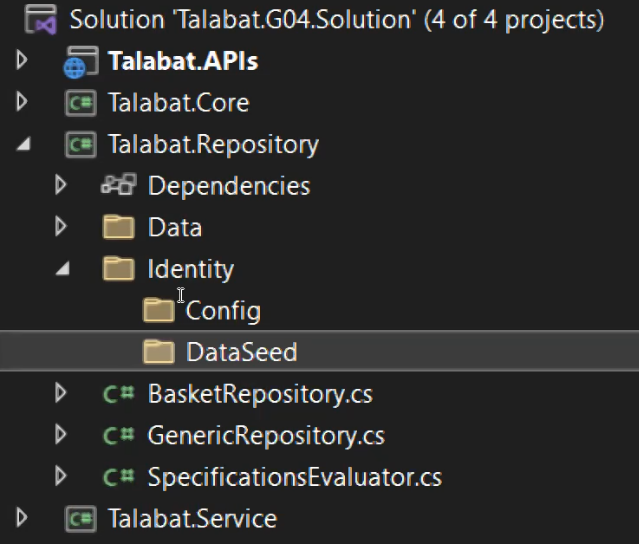 Solution 'Talabat.G04.Solution' (4 of 4 projects)
Talabat.APIs
C# Talabat.Core
C# Talabat.Repository
Dependencies
Data
Identity
Config
DataSeed
C# BasketRepository.cs
C# GenericRepository.cs
C# SpecificationsEvaluator.cs
C# Talabat.Service